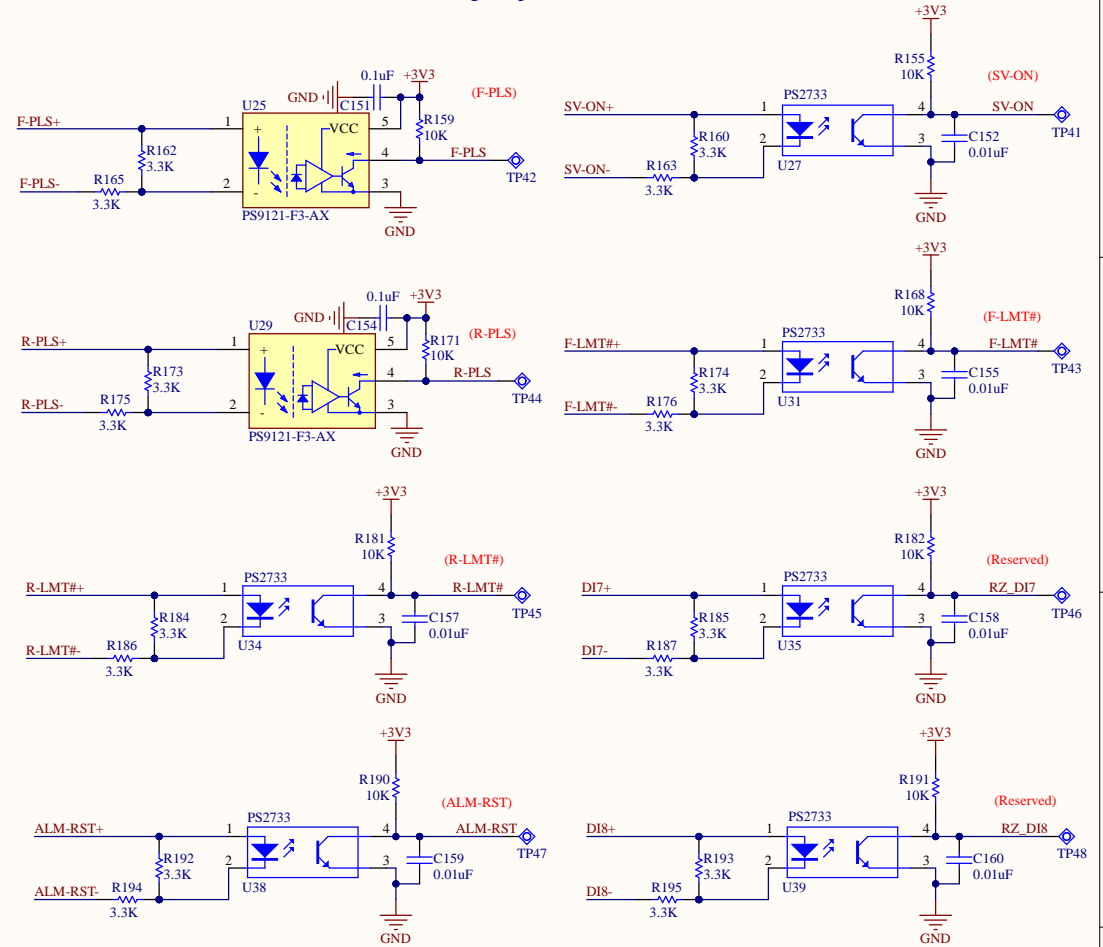 0.1uF +3V3
GND C151 (F-PLS)
U25
R159
10K
F-PLS+ 1 + VCC 5
R162
3.3K
4 F-PLS
TP42
F-PLS- R165 2 - 3
3.3K
PS9121-F3-AX
GND
+3V3
R155
10K
(SV-ON)
PS2733
SV-ON+ 1 4 SV-ON
TP41
R160
3.3K
C152
0.01uF
2 3
SV-ON- R163
3.3K
U27
GND
0.1uF +3V3
GND C154 (R-PLS)
U29
R171
10K
R-PLS+ 1 + VCC 5
R173
3.3K
4 R-PLS
TP44
R-PLS- R175 2 - 3
3.3K
PS9121-F3-AX
GND
+3V3
R168
10K
(F-LMT#)
PS2733
F-LMT#+ 1 4 F-LMT#
TP43
R174
3.3K
C155
0.01uF
2 3
F-LMT#- R176
3.3K
U31
GND
+3V3
R181
10K
(R-LMT#)
PS2733
R-LMT#+ 1 4 R-LMT#
TP45
R184
3.3K
C157
0.01uF
2 3
R-LMT#- R186
3.3K
U34
GND
+3V3
R182
10K
(Reserved)
PS2733
DI7+ 1 4 RZ_DI7
TP46
R185
3.3K
C158
0.01uF
2 3
DI7- R187
3.3K
U35
GND
+3V3
R190
10K
(ALM-RST)
PS2733
ALM-RST+ 1 4 ALM-RST
TP47
R192
3.3K
C159
0.01uF
2 3
ALM-RST- R194
3.3K
U38
GND
+3V3
R191
10K
(Reserved)
PS2733
DI8+ 1 4 RZ_DI8
TP48
R193
3.3K
C160
0.01uF
2 3
DI8- R195
3.3K
U39
GND